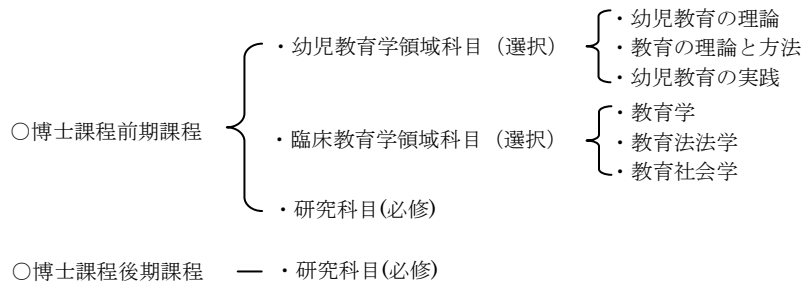 ・幼児教育の理論
・幼児教育学領域科目（選択）
・教育の理論と方法
・幼児教育の実践
○博士課程前期課程
・教育学
・臨床教育学領域科目（選択）
・教育法法学
・教育社会学
・研究科目(必修)
○博士課程後期課程 ― ・研究科目(必修)